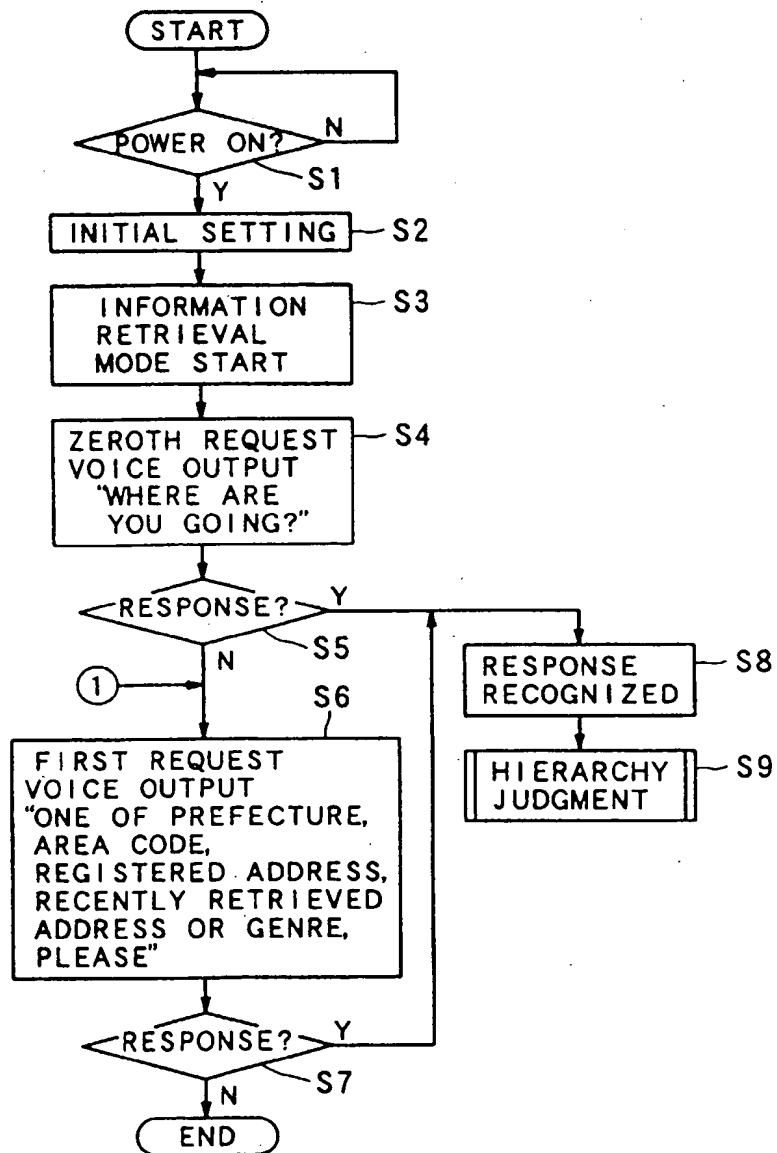 START
POWER ON?
N
S1
Y
INITIAL SETTING
S2
INFORMATION
RETRIEVAL
MODE START
S3
ZEROTH REQUEST
VOICE OUTPUT
"WHERE ARE
YOU GOING?"
S4
RESPONSE?
Y
S5
N
1
S6
FIRST REQUEST
VOICE OUTPUT
"ONE OF PREFECTURE,
AREA CODE,
REGISTERED ADDRESS,
RECENTLY RETRIEVED
ADDRESS OR GENRE,
PLEASE"
RESPONSE?
Y
S7
N
END
RESPONSE
RECOGNIZED
S8
HIERARCHY
JUDGMENT
S9